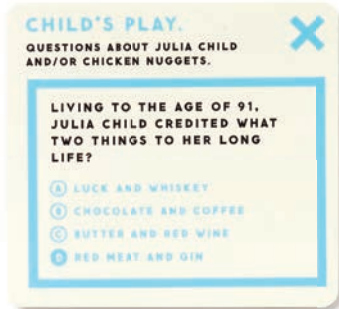 CHILD'S PLAY.
QUESTIONS ABOUT JULIA CHILD
AND/OR CHICKEN NUGGETS.
LIVING TO THE AGE OF 91,
JULIA CHILD CREDITED WHAT
TWO THINGS TO HER LONG
LIFE?
A LUCK AND WHISKEY
B CHOCOLATE AND COFFEE
C BUTTER AND RED WINE
D RED MEAT AND GIN